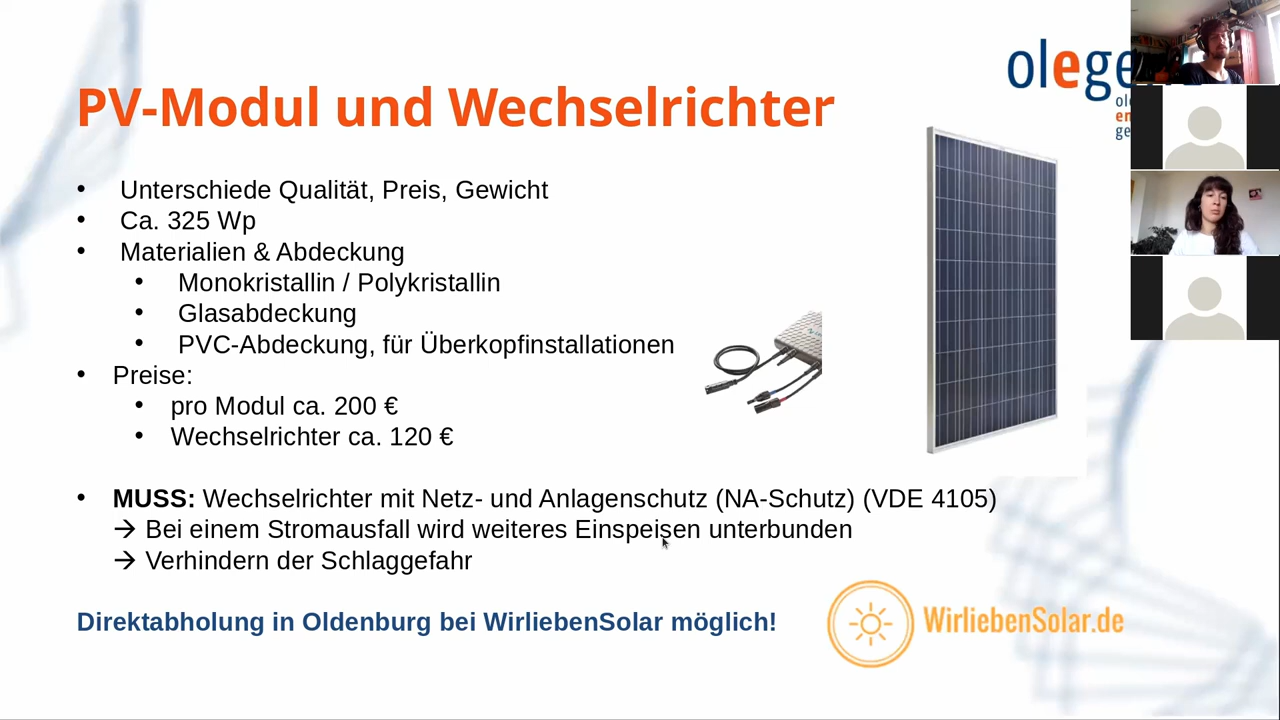 PV-Modul und Wechselrichter
• Unterschiede Qualität, Preis, Gewicht
• Ca. 325 Wp
• Materialien & Abdeckung
• Monokristallin / Polykristallin
• Glasabdeckung
• PVC-Abdeckung, für Überkopfinstallationen
• Preise:
• pro Modul ca. 200 €
• Wechselrichter ca. 120 €
• MUSS: Wechselrichter mit Netz- und Anlagenschutz (NA-Schutz) (VDE 4105)
→ Bei einem Stromausfall wird weiteres Einspeisen unterbunden
→ Verhindern der Schlaggefahr
Direktabholung in Oldenburg bei WirliebenSolar möglich!
WirliebenSolar.de